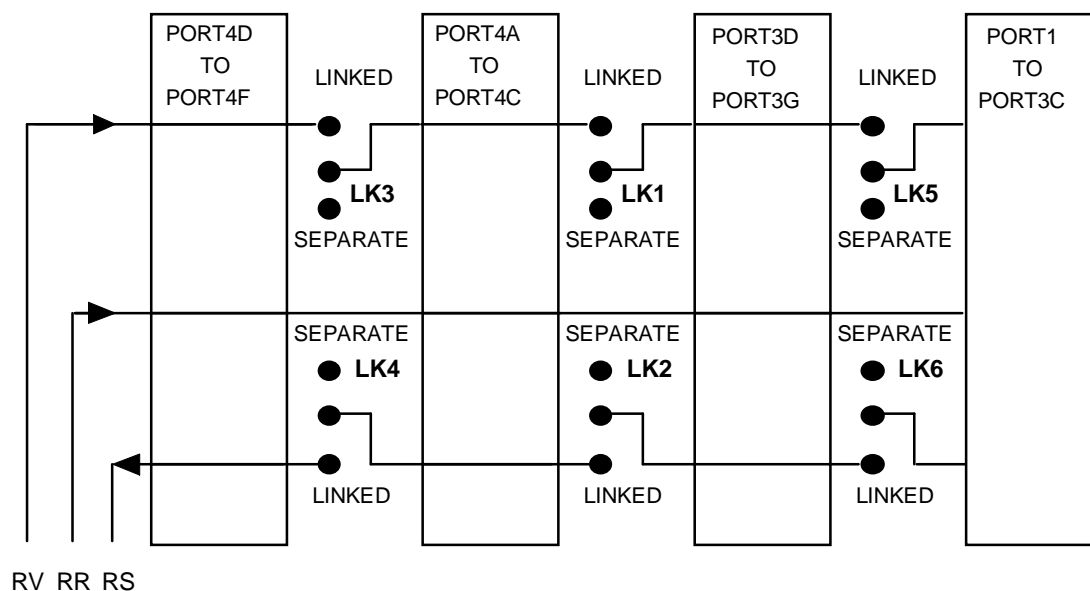 PORT4D
TO
PORT4F
PORT4A
TO
PORT4C
PORT3D
TO
PORT3G
PORT1
TO
PORT3C
LINKED
LINKED
LINKED
LK3
LK1
LK5
SEPARATE
SEPARATE
SEPARATE
SEPARATE
SEPARATE
SEPARATE
LK4
LK2
LK6
LINKED
LINKED
LINKED
RV RR RS